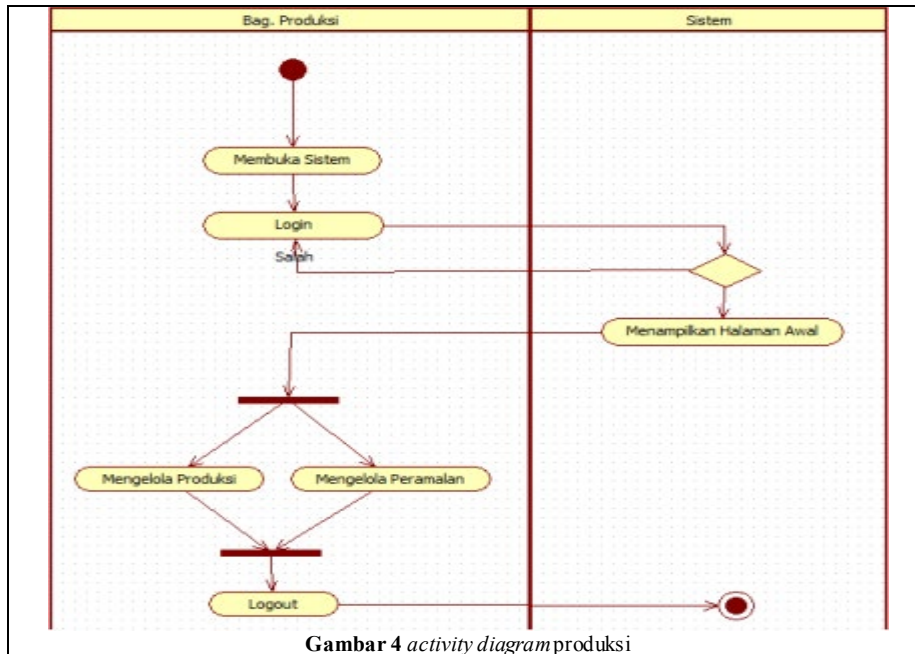 Bag. Produksi
Sistem
Membuka Sistem
Login
Salah
Menampilkan Halaman Awal
Mengelola Produksi
Mengelola Peramalan
Logout
Gambar 4 activity diagram produksi